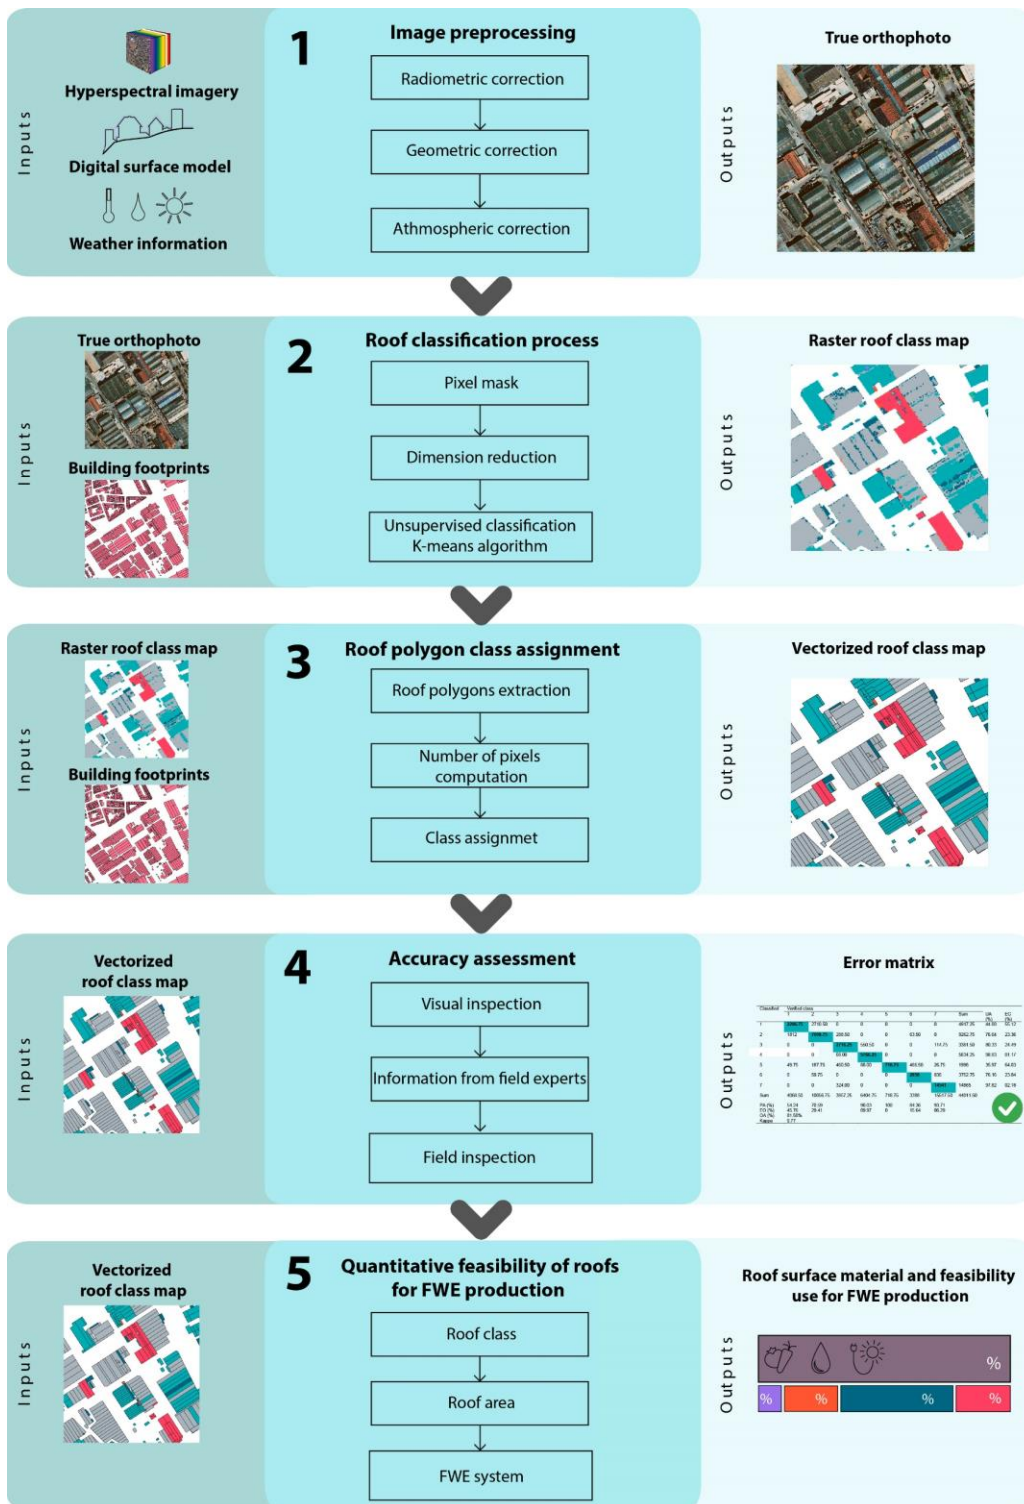 Inputs
Hyperspectral imagery
Digital surface model
Weather information
1
Image preprocessing
Radiometric correction
Geometric correction
Athmospheric correction
Outputs
True orthophoto
Inputs
True orthophoto
Building footprints
2
Roof classification process
Pixel mask
Dimension reduction
Unsupervised classification
K-means algorithm
Outputs
Raster roof class map
Inputs
Raster roof class map
Building footprints
3
Roof polygon class assignment
Roof polygons extraction
Number of pixels
computation
Class assignmet
Outputs
Vectorized roof class map
Inputs
Vectorized
roof class map
4
Accuracy assessment
Visual inspection
Information from field experts
Field inspection
Outputs
Error matrix
Inputs
Vectorized
roof class map
5
Quantitative feasibility of roofs
for FWE production
Roof class
Roof area
FWE system
Outputs
Roof surface material and feasibility
use for FWE production
%
% % % %